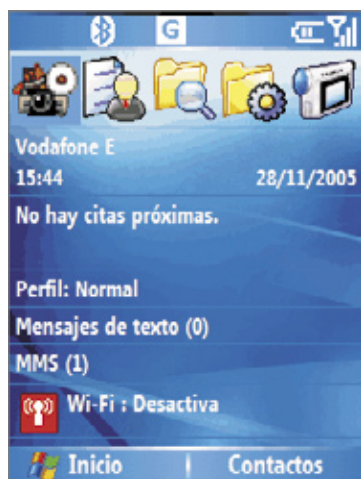 G
Vodafone E
15:44 28/11/2005
No hay citas próximas.
Perfil: Normal
Mensajes de texto (0)
MMS (1)
Wi-Fi : Desactiva
Inicio Contactos